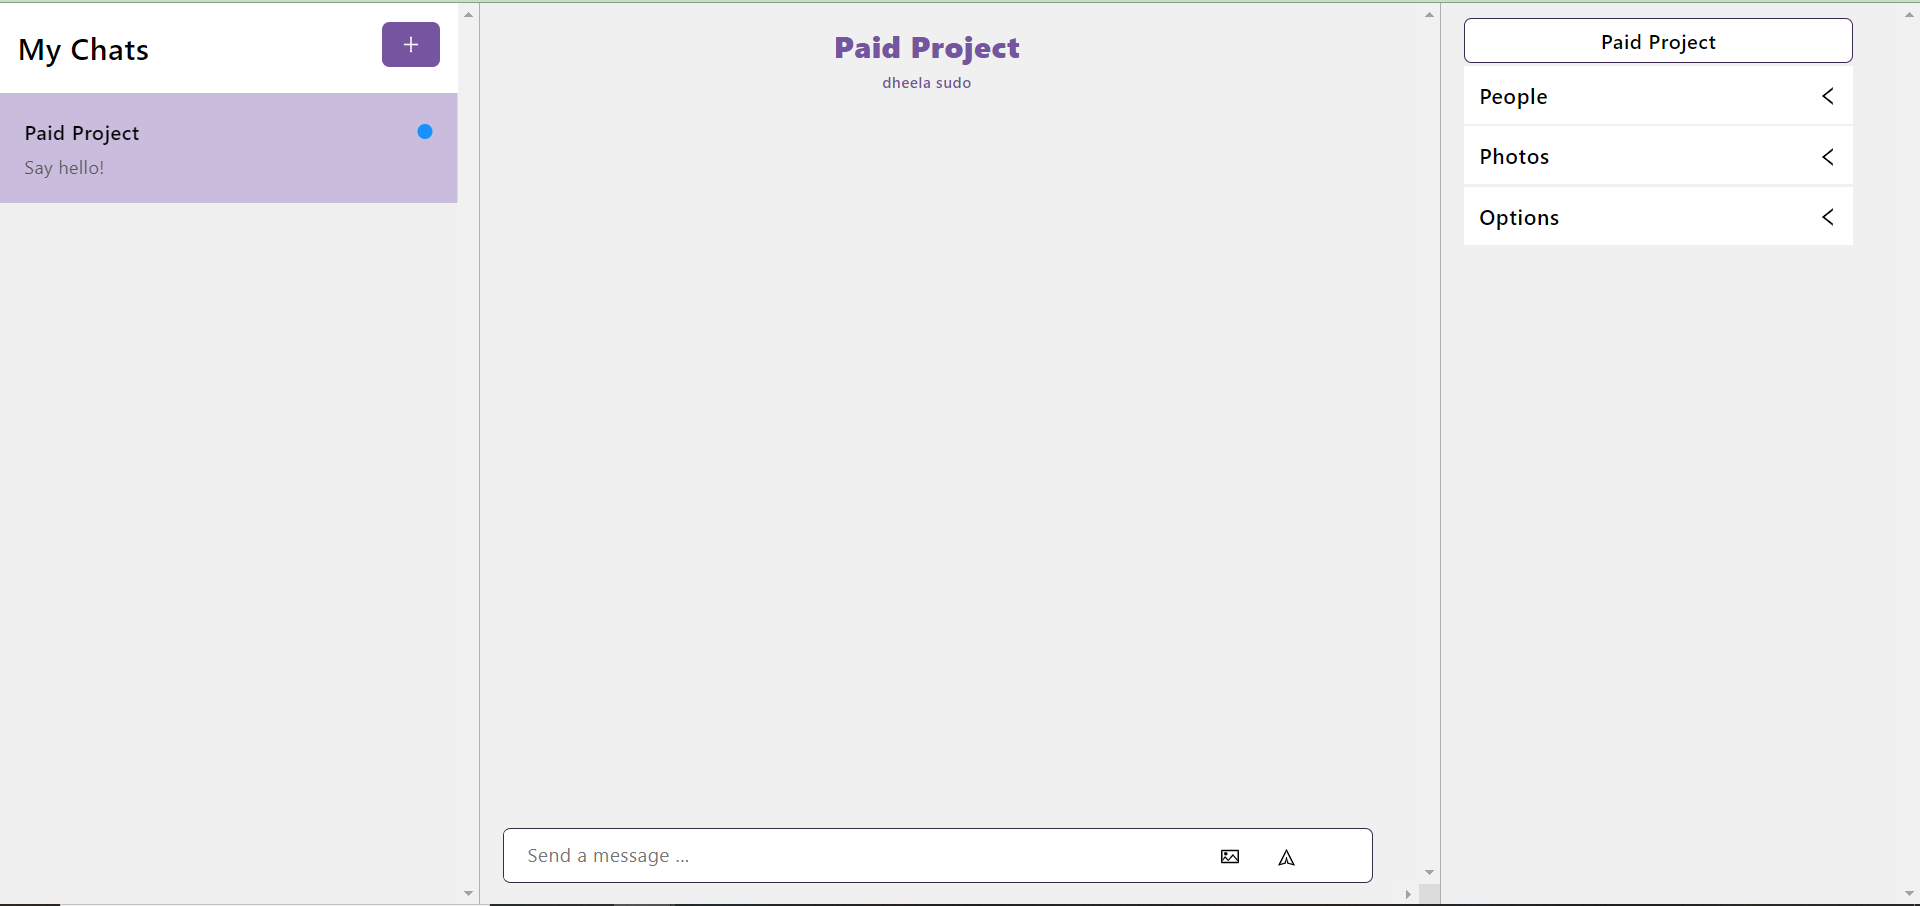 My Chats
+
Paid Project
Say hello!
Paid Project
dheela sudo
Send a message ...
Paid Project
People
Photos
Options